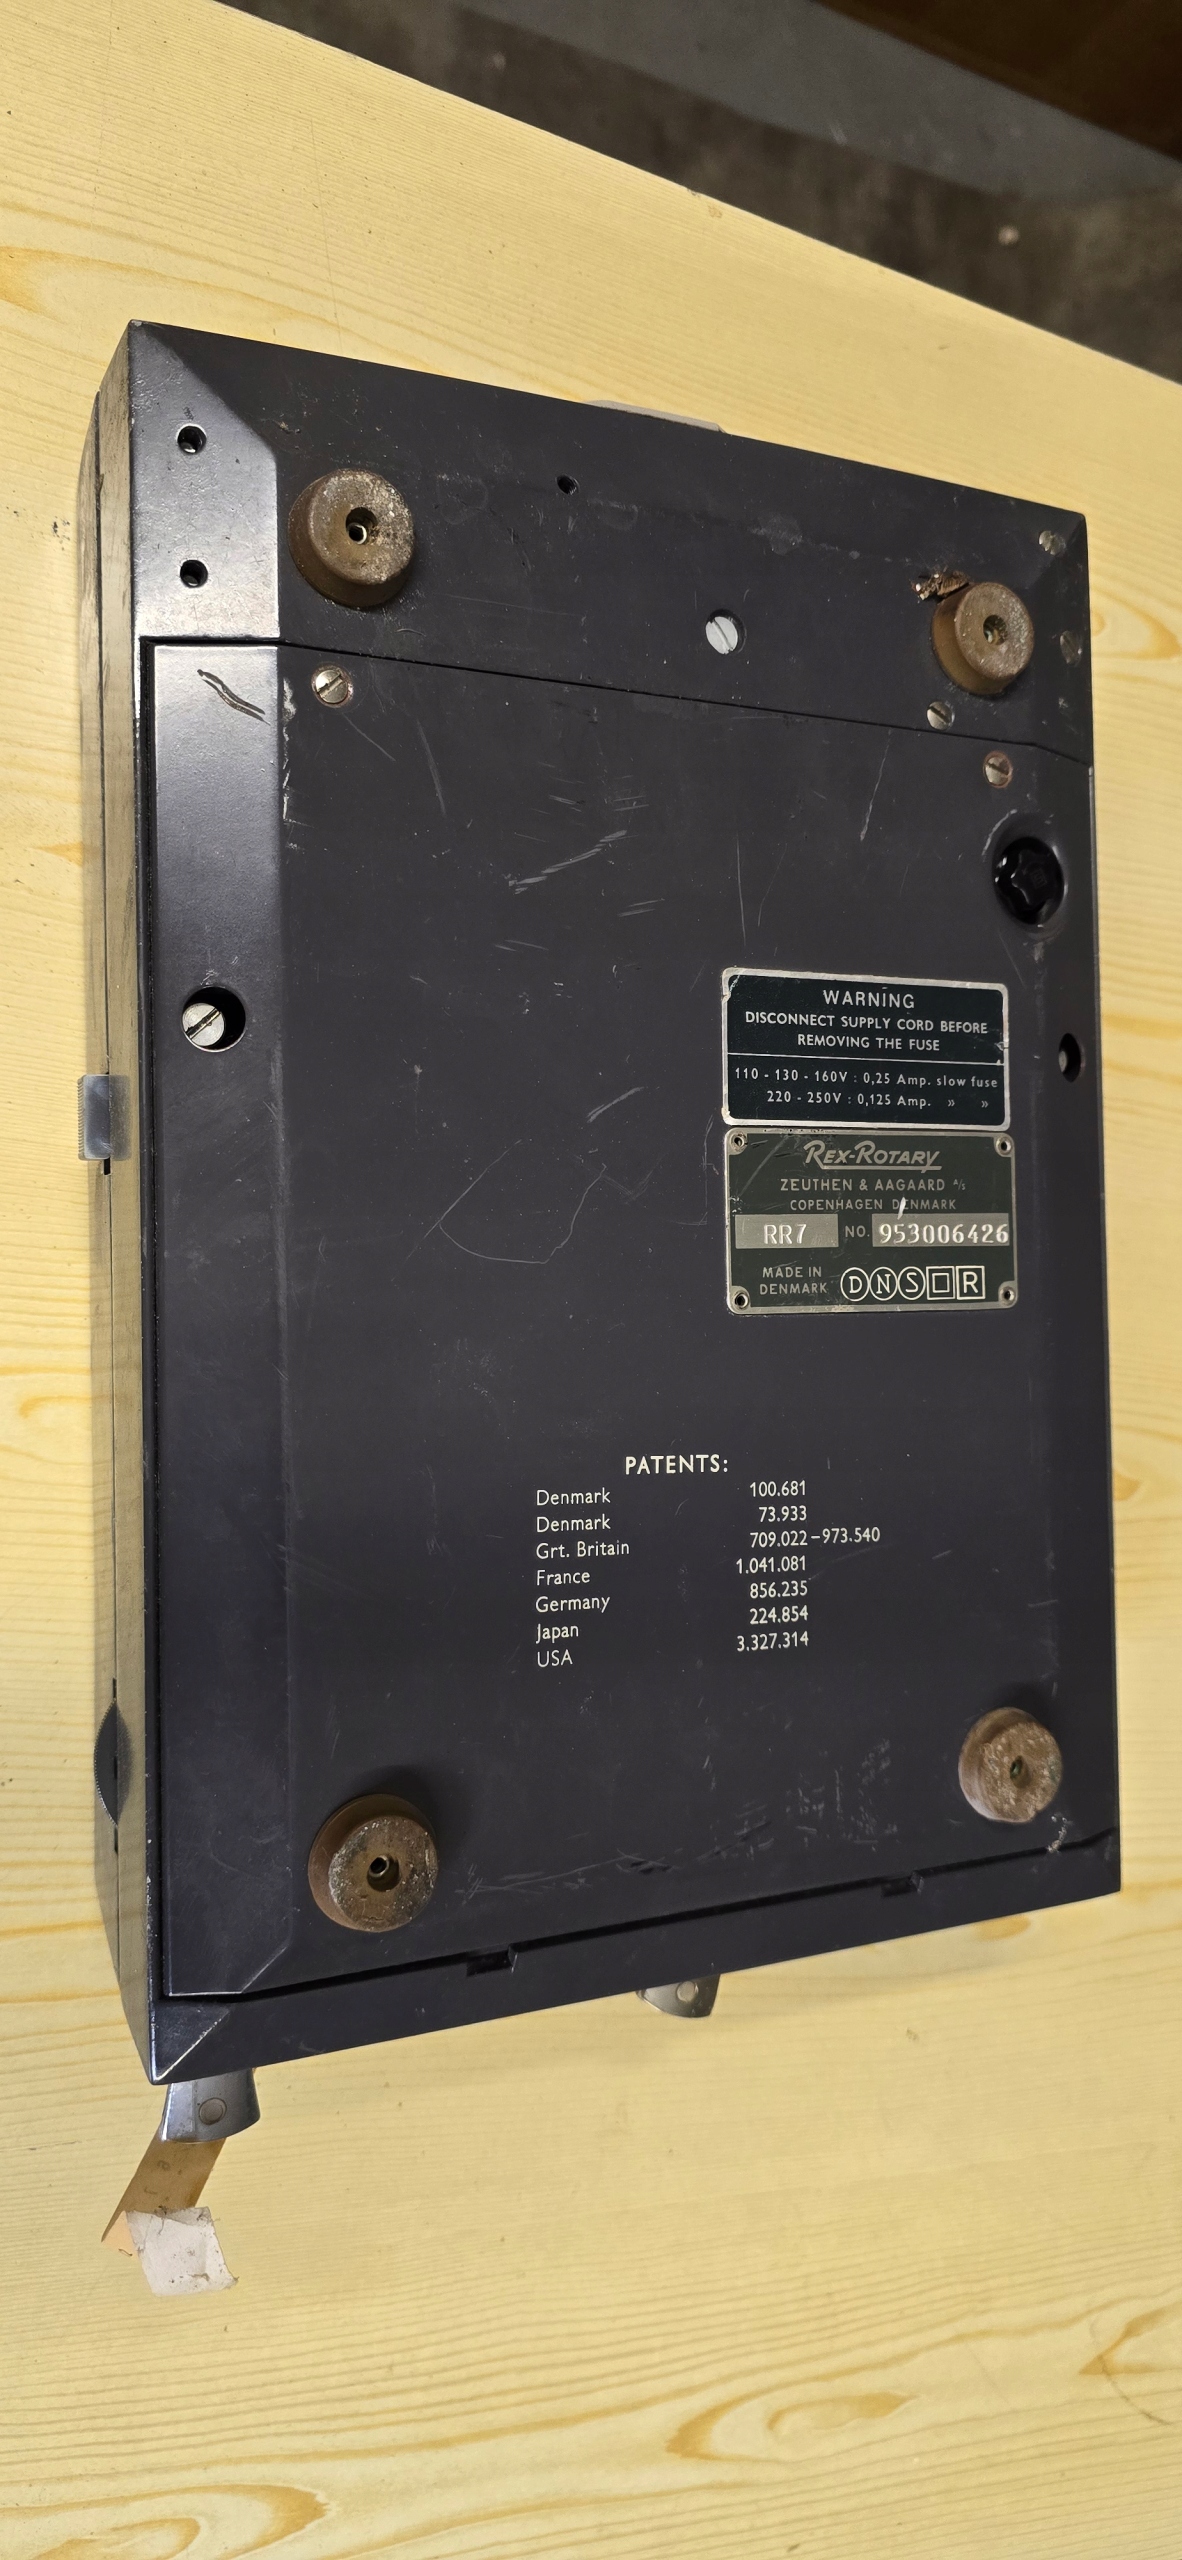 WARNING
DISCONNECT SUPPLY CORD BEFORE
REMOVING THE FUSE
110 - 130 - 160V : 0,25 Amp. slow fuse
220 - 250V : 0,125 Amp. » »
REX-ROTARY
ZEUTHEN & AAGAARD A/S
COPENHAGEN DENMARK
RR7 NO. 953006426
MADE IN
DENMARK D N S R
PATENTS:
Denmark 100.681
Denmark 73.933
Grt. Britain 709.022-973.540
France 1.041.081
Germany 856.235
Japan 224.854
USA 3.327.314